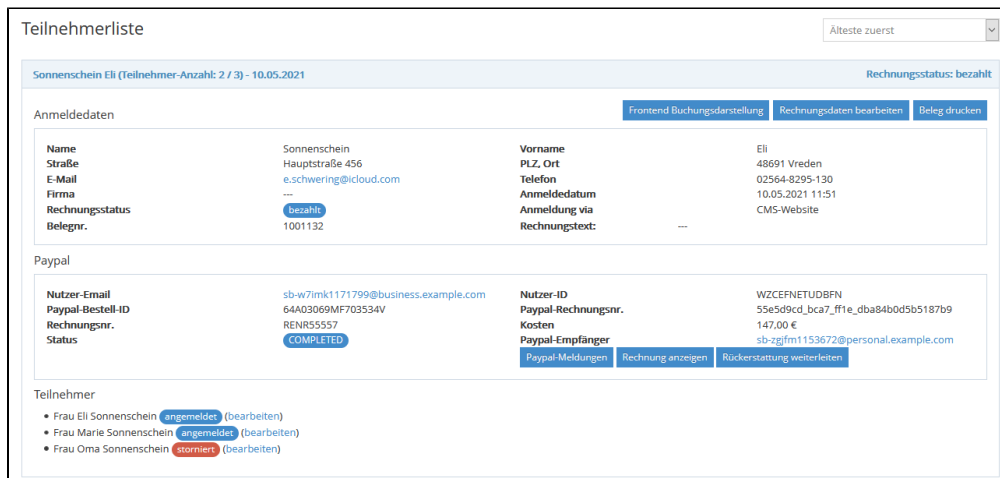 Teilnehmerliste
Älteste zuerst
Sonnenschein Eli (Teilnehmer-Anzahl: 2 / 3) - 10.05.2021 Rechnungsstatus: bezahlt
Anmeldedaten
Frontend Buchungsdarstellung Rechnungsdaten bearbeiten Beleg drucken
Name Sonnenschein Vorname Eli
Straße Hauptstraße 456 PLZ, Ort 48691 Vreden
E-Mail e.schwering@icloud.com Telefon 02564-8295-130
Firma --- Anmeldedatum 10.05.2021 11:51
Rechnungsstatus bezahlt Anmeldung via CMS-Website
Belegnr. 1001132 Rechnungstext: ---
Paypal
Nutzer-Email sb-w7imk1171799@business.example.com Nutzer-ID WZCEFNETUDBFN
Paypal-Bestell-ID 64A03069MF703534V Paypal-Rechnungsnr. 55e5d9cd_bca7_ff1e_dba84b0d5b5187b9
Rechnungsnr. RENR55557 Kosten 147,00 €
Status COMPLETED Paypal-Empfänger sb-zgjfm1153672@personal.example.com
Paypal-Meldungen Rechnung anzeigen Rückerstattung weiterleiten
Teilnehmer
• Frau Eli Sonnenschein angemeldet (bearbeiten)
• Frau Marie Sonnenschein angemeldet (bearbeiten)
• Frau Oma Sonnenschein storniert (bearbeiten)